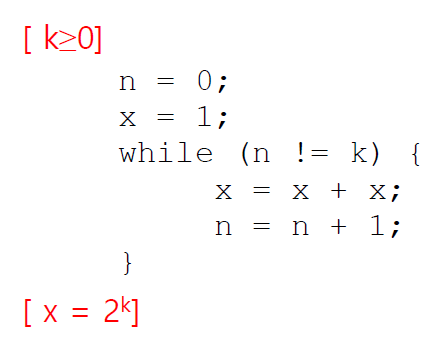 [ k≥0]
n = 0;
x = 1;
while (n != k) {
x = x + x;
n = n + 1;
}
[ x = 2ᵏ]